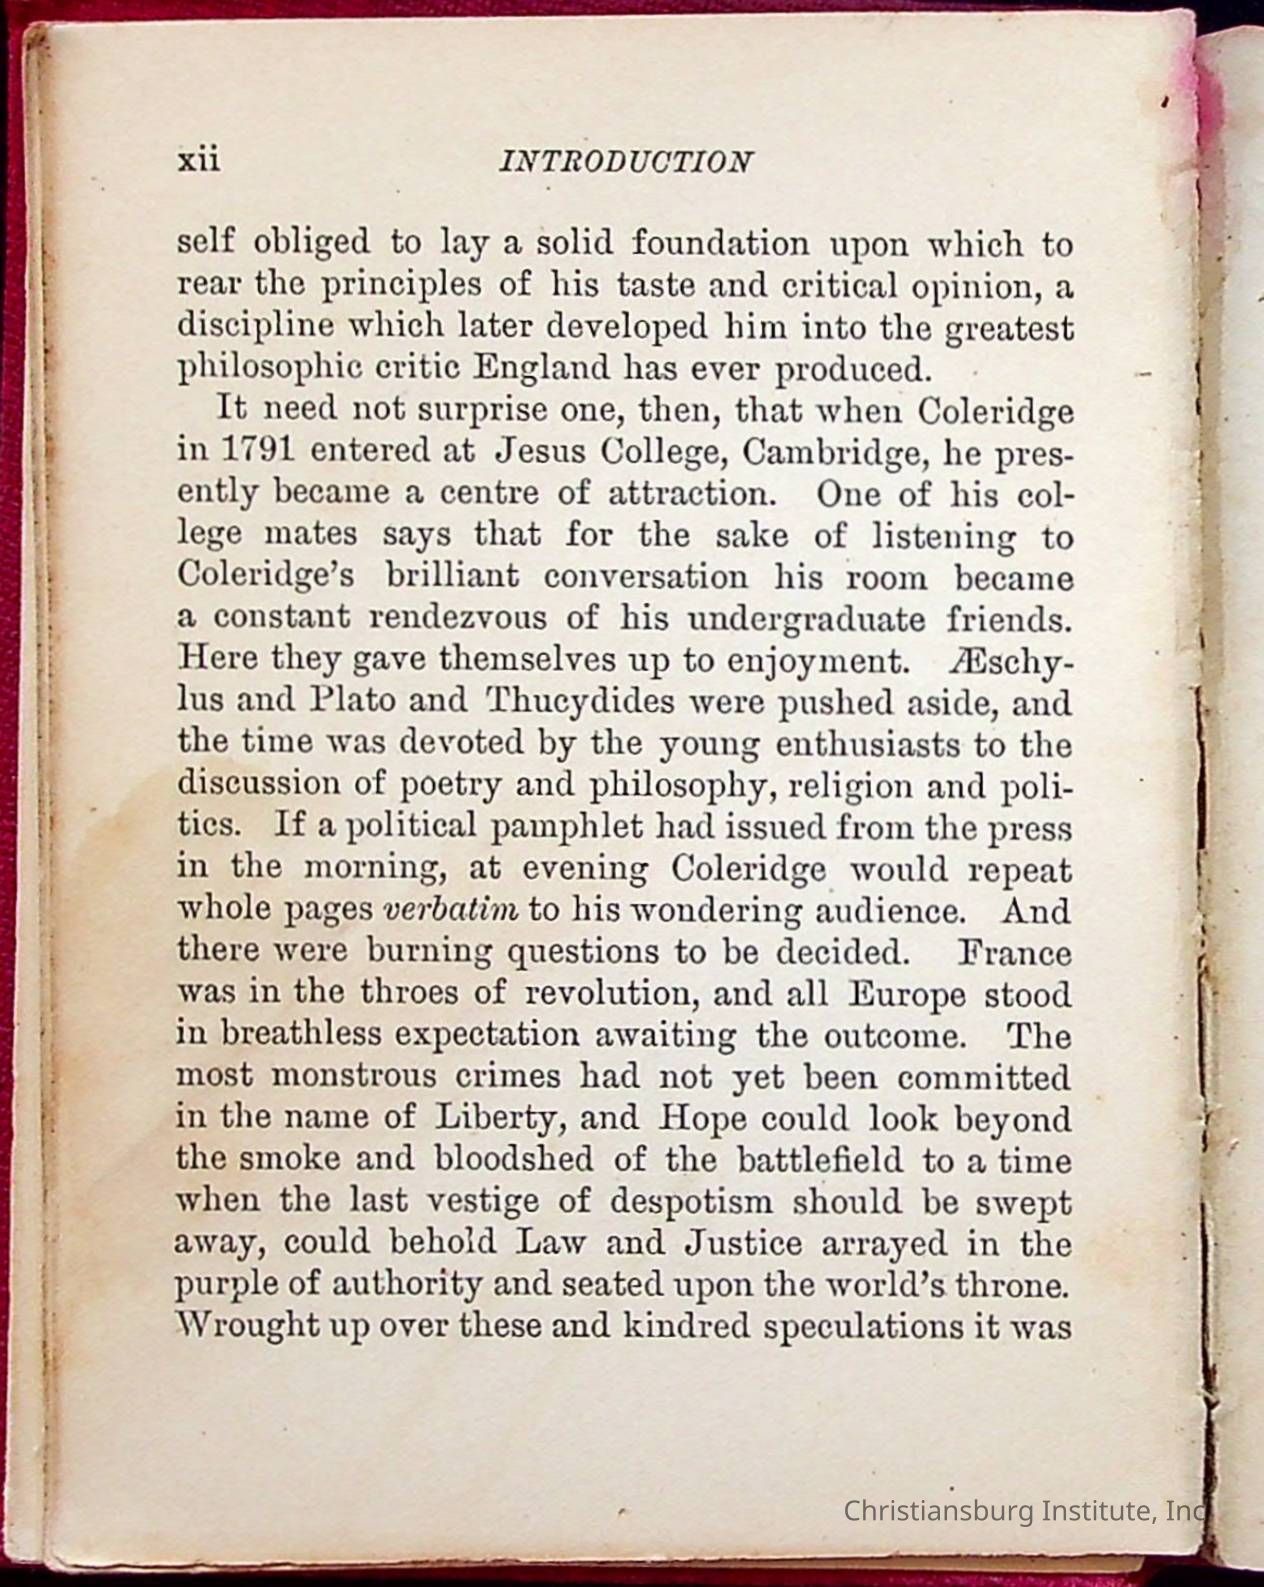 xii INTRODUCTION
self obliged to lay a solid foundation upon which to
rear the principles of his taste and critical opinion, a
discipline which later developed him into the greatest
philosophic critic England has ever produced.
It need not surprise one, then, that when Coleridge
in 1791 entered at Jesus College, Cambridge, he pres-
ently became a centre of attraction. One of his col-
lege mates says that for the sake of listening to
Coleridge's brilliant conversation his room became
a constant rendezvous of his undergraduate friends.
Here they gave themselves up to enjoyment. Æschy-
lus and Plato and Thucydides were pushed aside, and
the time was devoted by the young enthusiasts to the
discussion of poetry and philosophy, religion and poli-
tics. If a political pamphlet had issued from the press
in the morning, at evening Coleridge would repeat
whole pages verbatim to his wondering audience. And
there were burning questions to be decided. France
was in the throes of revolution, and all Europe stood
in breathless expectation awaiting the outcome. The
most monstrous crimes had not yet been committed
in the name of Liberty, and Hope could look beyond
the smoke and bloodshed of the battlefield to a time
when the last vestige of despotism should be swept
away, could behold Law and Justice arrayed in the
purple of authority and seated upon the world's throne.
Wrought up over these and kindred speculations it was
Christiansburg Institute, Inc